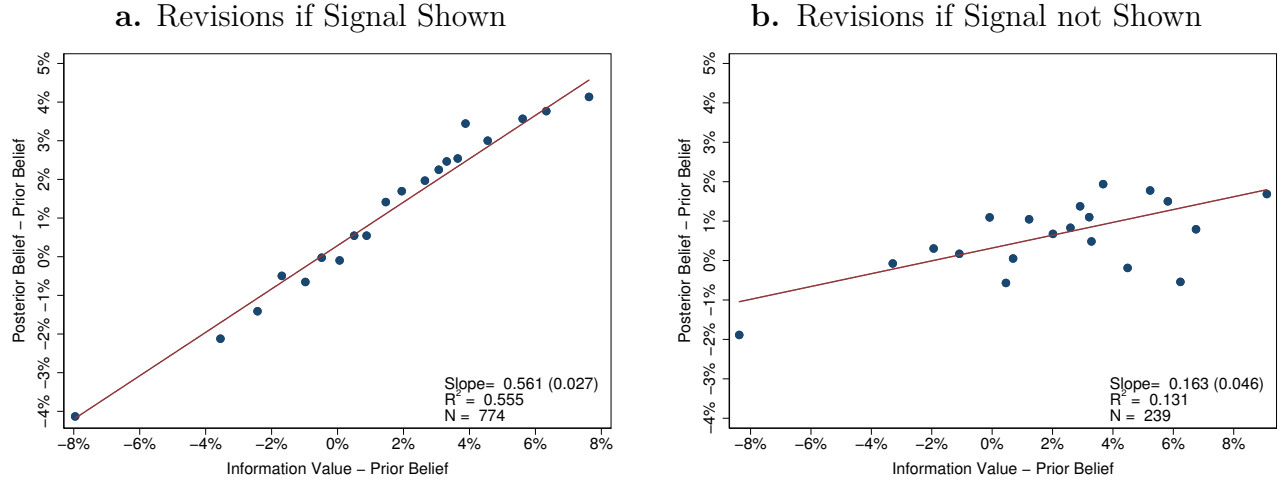 a. Revisions if Signal Shown
5%
4%
3%
2%
1%
0%
−1%
−2%
−3%
−4%
Posterior Belief − Prior Belief
Slope= 0.561 (0.027)
R² = 0.555
N = 774
−8% −6% −4% −2% 0% 2% 4% 6% 8%
Information Value − Prior Belief
b. Revisions if Signal not Shown
5%
4%
3%
2%
1%
0%
−1%
−2%
−3%
−4%
Posterior Belief − Prior Belief
Slope= 0.163 (0.046)
R² = 0.131
N = 239
−8% −6% −4% −2% 0% 2% 4% 6% 8%
Information Value − Prior Belief